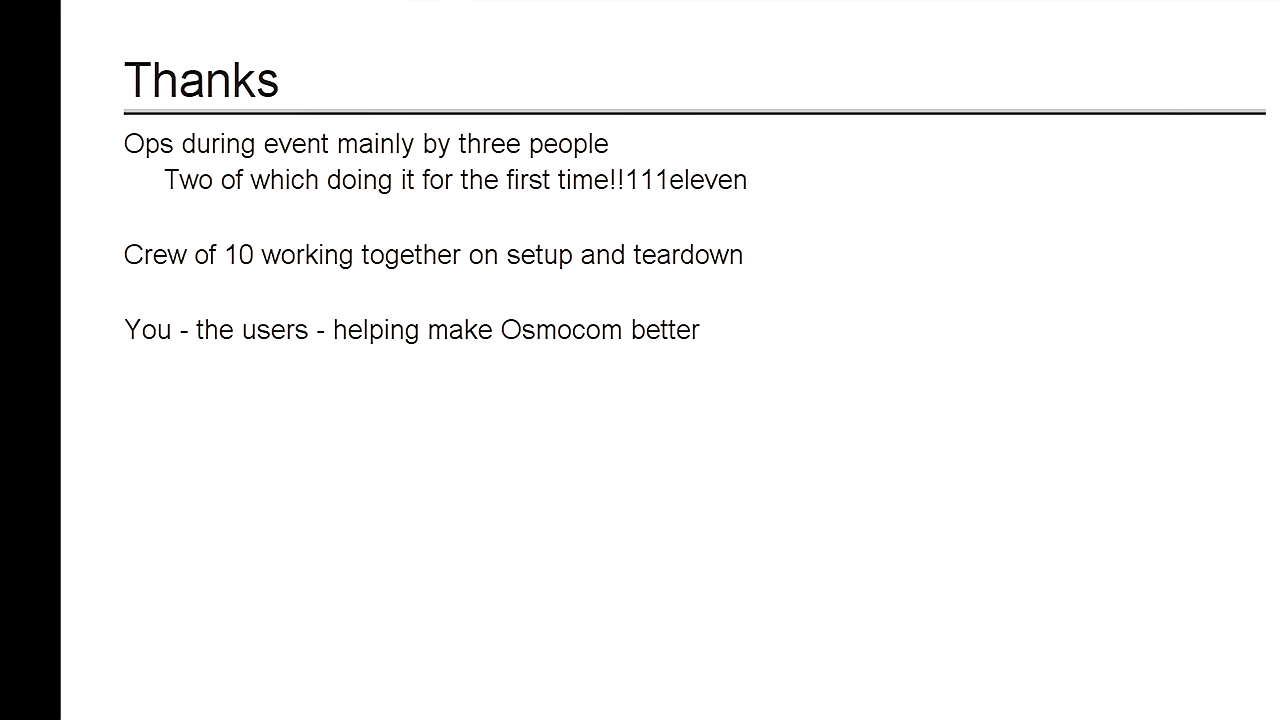 Thanks
Ops during event mainly by three people
Two of which doing it for the first time!!111eleven
Crew of 10 working together on setup and teardown
You - the users - helping make Osmocom better